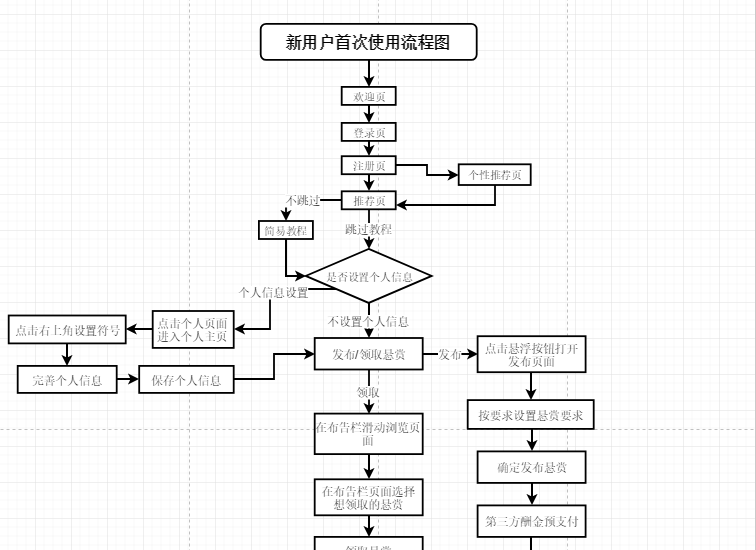 新用户首次使用流程图
欢迎页
登录页
注册页
个性推荐页
推荐页
不跳过
跳过教程
简易教程
是否设置个人信息
个人信息设置
不设置个人信息
点击右上角设置符号
点击个人页面
进入个人主页
完善个人信息
保存个人信息
发布/领取悬赏
发布
点击悬浮按钮打开
发布页面
领取
按要求设置悬赏要求
在布告栏滑动浏览页
面
确定发布悬赏
在布告栏页面选择
想领取的悬赏
第三方酬金预支付
领取悬赏